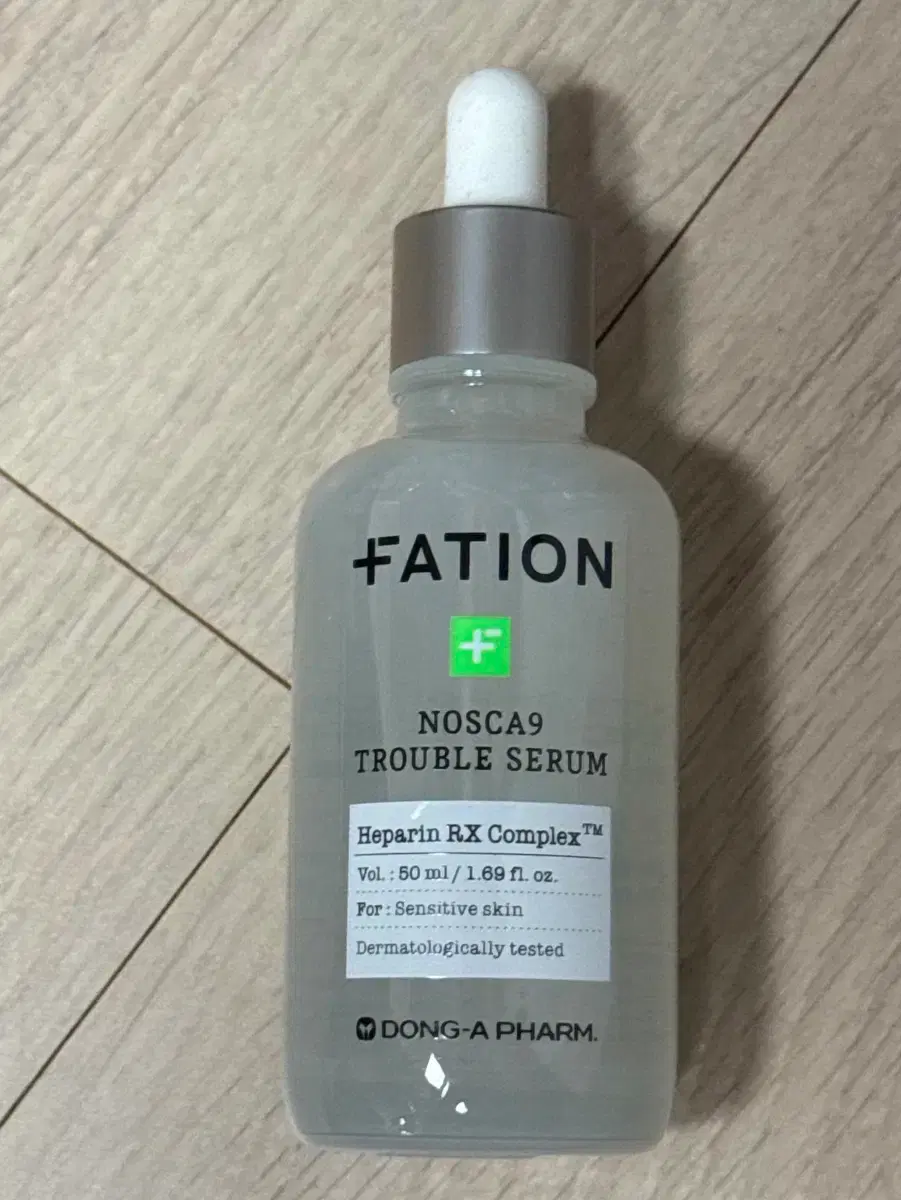 FATION
NOSCA9
TROUBLE SERUM
Heparin RX Complex™
Vol. : 50 ml / 1.69 fl. oz.
For : Sensitive skin
Dermatologically tested
DONG-A PHARM.